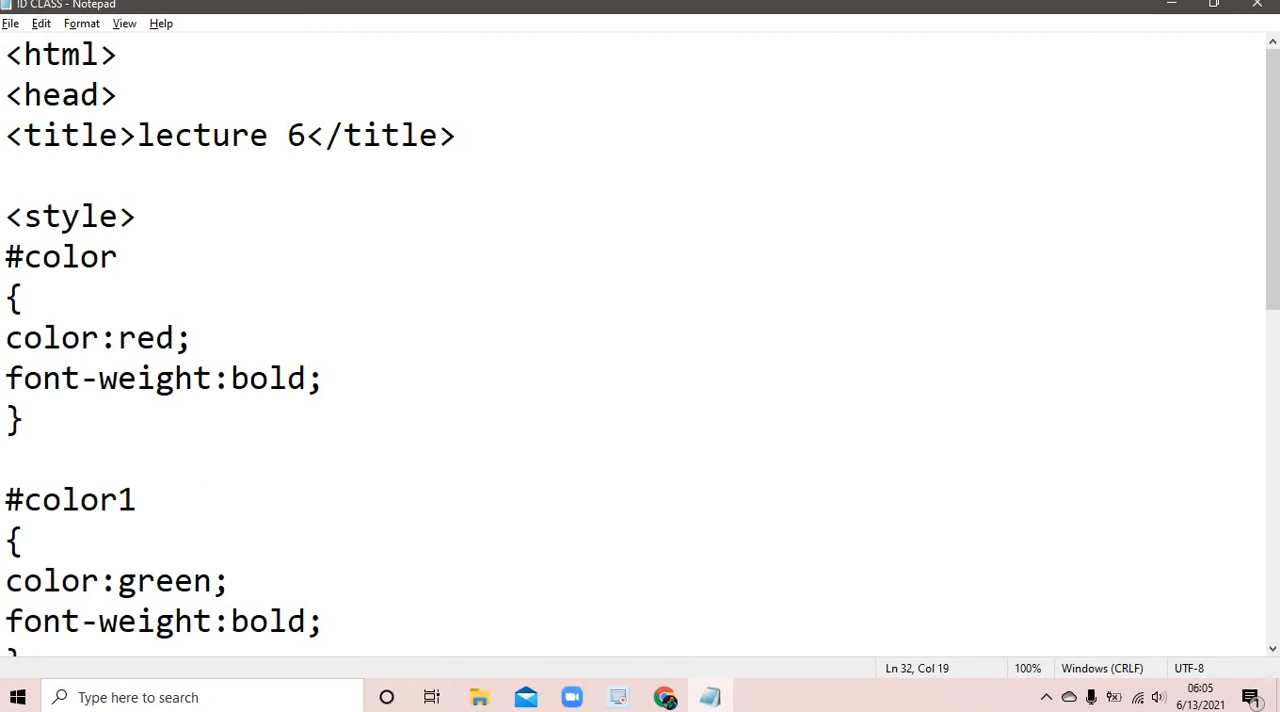 ID CLASS - Notepad
File Edit Format View Help
<html>
<head>
<title>lecture 6</title>
<style>
#color
{
color:red;
font-weight:bold;
}
#color1
{
color:green;
font-weight:bold;
}
Ln 32, Col 19 100% Windows (CRLF) UTF-8
Type here to search
06:05
6/13/2021
1